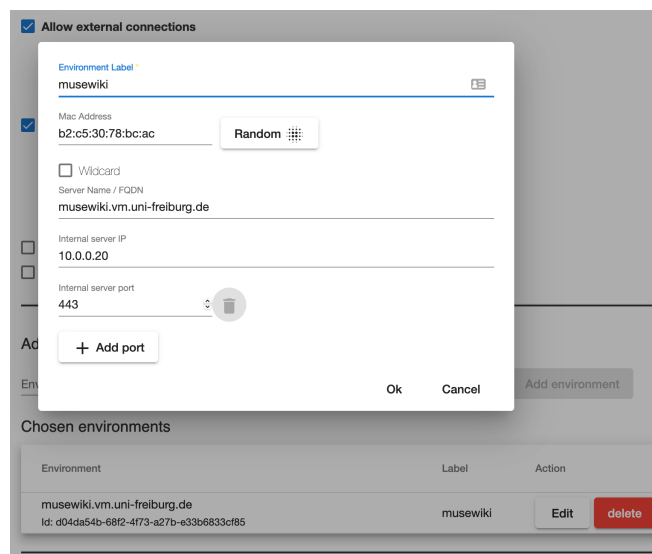 Allow external connections
Environment Label *
musewiki
Mac Address
b2:c5:30:78:bc:ac
Random
Wildcard
Server Name / FQDN
musewiki.vm.uni-freiburg.de
Internal server IP
10.0.0.20
Internal server port
443
+ Add port
Ad
Env
Ok
Cancel
Add environment
Chosen environments
Environment
Label
Action
musewiki.vm.uni-freiburg.de
Id: d04da54b-68f2-4f73-a27b-e33b6833cf85
musewiki
Edit
delete